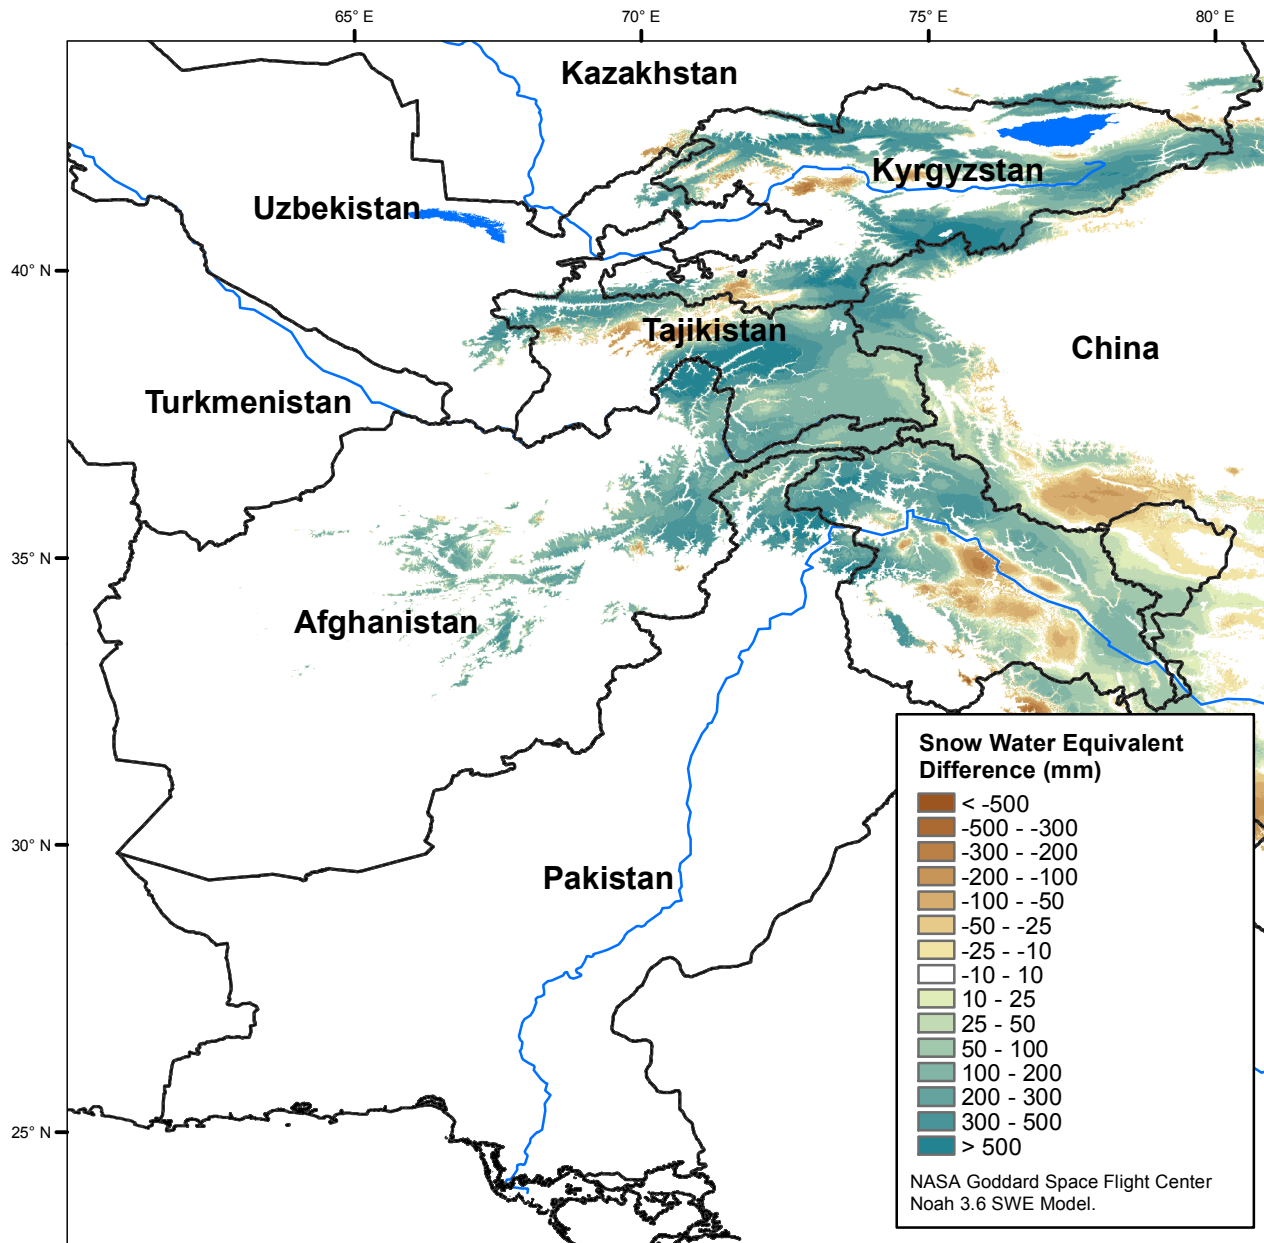 65° E
70° E
75° E
80° E
Kazakhstan
Kyrgyzstan
Uzbekistan
40° N
Tajikistan
China
Turkmenistan
35° N
Afghanistan
Snow Water Equivalent
Difference (mm)
< -500
-500 - -300
-300 - -200
-200 - -100
-100 - -50
-50 - -25
-25 - -10
-10 - 10
10 - 25
25 - 50
50 - 100
100 - 200
200 - 300
300 - 500
> 500
NASA Goddard Space Flight Center
Noah 3.6 SWE Model.
30° N
Pakistan
25° N